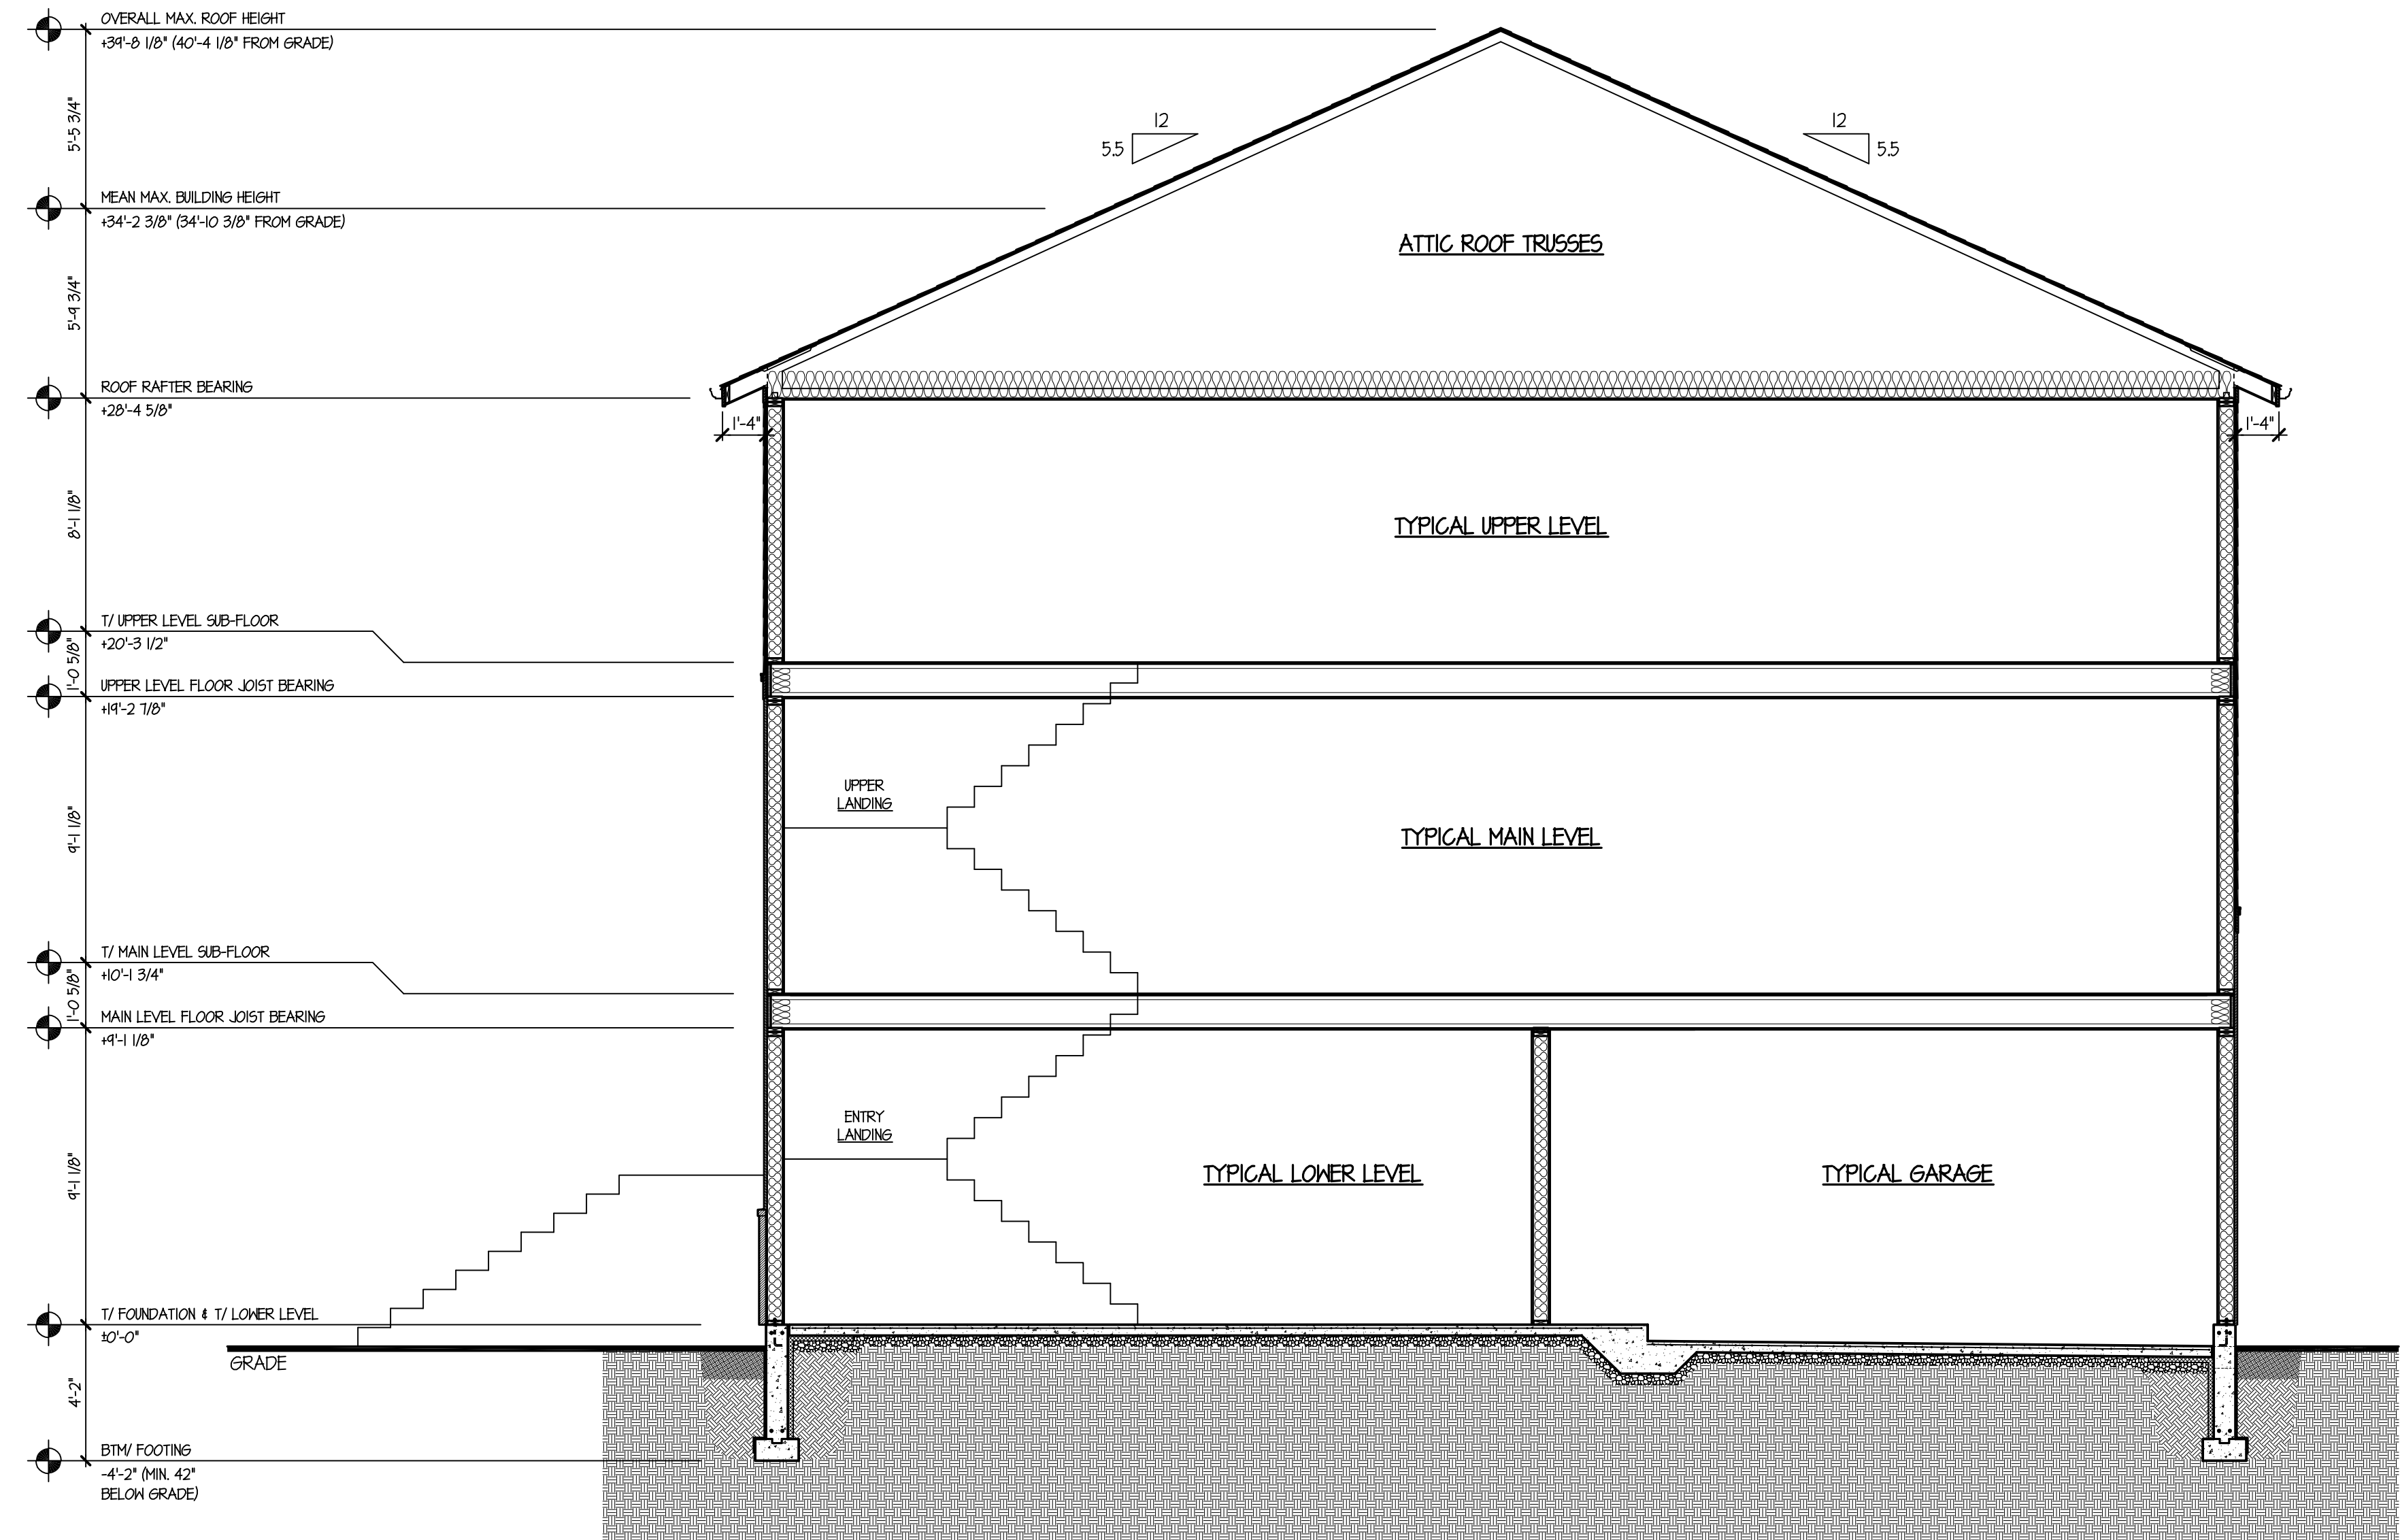 OVERALL MAX. ROOF HEIGHT
+39'-8 1/8" (40'-4 1/8" FROM GRADE)
5'-5 3/4"
12
5.5
12
5.5
MEAN MAX. BUILDING HEIGHT
+34'-2 3/8" (34'-10 3/8" FROM GRADE)
ATTIC ROOF TRUSSES
5'-9 3/4"
ROOF RAFTER BEARING
+28'-4 5/8"
1'-4"
1'-4"
8'-1 1/8"
TYPICAL UPPER LEVEL
T/ UPPER LEVEL SUB-FLOOR
+20'-3 1/2"
1'-0 5/8"
UPPER LEVEL FLOOR JOIST BEARING
+19'-2 7/8"
UPPER
LANDING
9'-1 1/8"
TYPICAL MAIN LEVEL
T/ MAIN LEVEL SUB-FLOOR
+10'-1 3/4"
1'-0 5/8"
MAIN LEVEL FLOOR JOIST BEARING
+9'-1 1/8"
ENTRY
LANDING
9'-1 1/8"
TYPICAL LOWER LEVEL
TYPICAL GARAGE
T/ FOUNDATION & T/ LOWER LEVEL
±0'-0"
GRADE
4'-2"
BTM/ FOOTING
-4'-2" (MIN. 42"
BELOW GRADE)